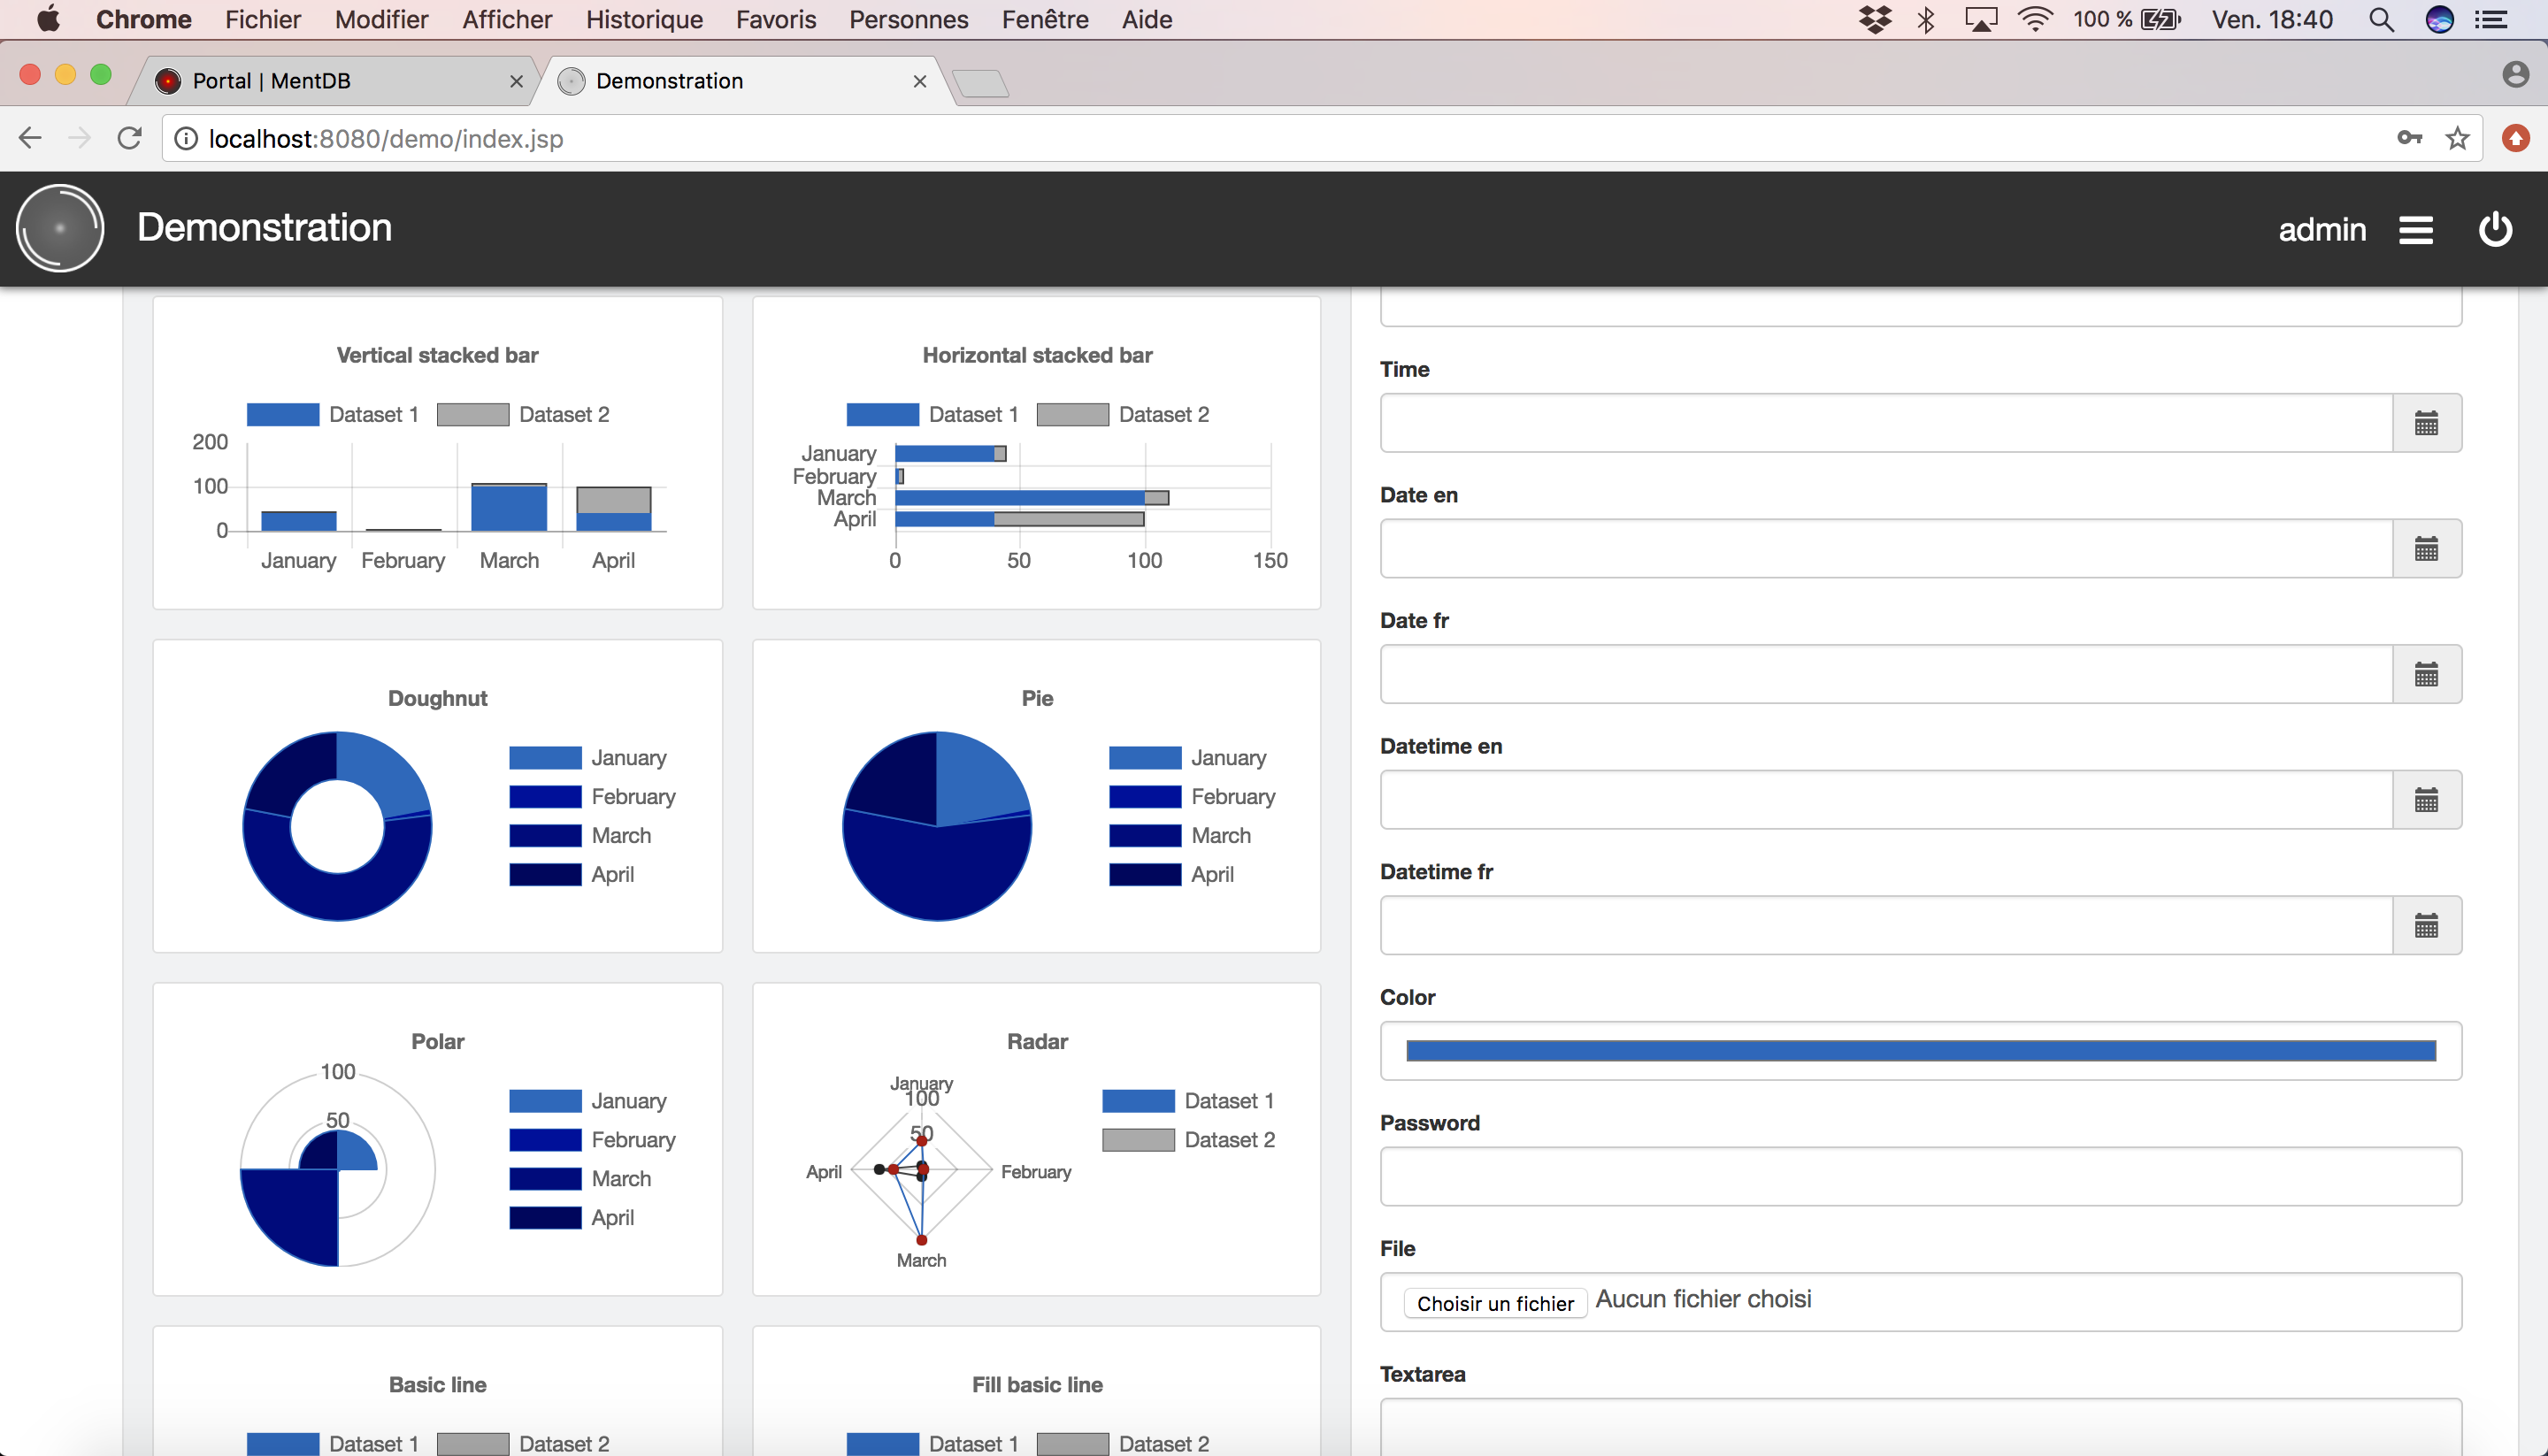 Chrome Fichier Modifier Afficher Historique Favoris Personnes Fenêtre Aide 100 % Ven. 18:40
Portal | MentDB
Demonstration
localhost:8080/demo/index.jsp
Demonstration
admin
Vertical stacked bar
Dataset 1 Dataset 2
200
100
0
January February March April
Horizontal stacked bar
Dataset 1 Dataset 2
January
February
March
April
0 50 100 150
Doughnut
January
February
March
April
Pie
January
February
March
April
Polar
100
50
January
February
March
April
Radar
January
100
50
April
February
March
Dataset 1
Dataset 2
Basic line
Dataset 1 Dataset 2
Fill basic line
Dataset 1 Dataset 2
Time
Date en
Date fr
Datetime en
Datetime fr
Color
Password
File
Choisir un fichier Aucun fichier choisi
Textarea